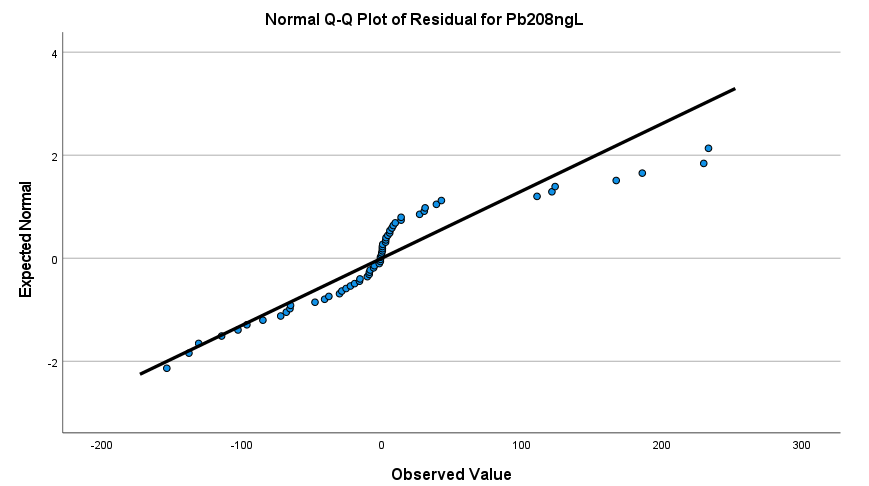 Normal Q-Q Plot of Residual for Pb208ngL
4
2
0
-2
Expected Normal
-200 -100 0 100 200 300
Observed Value